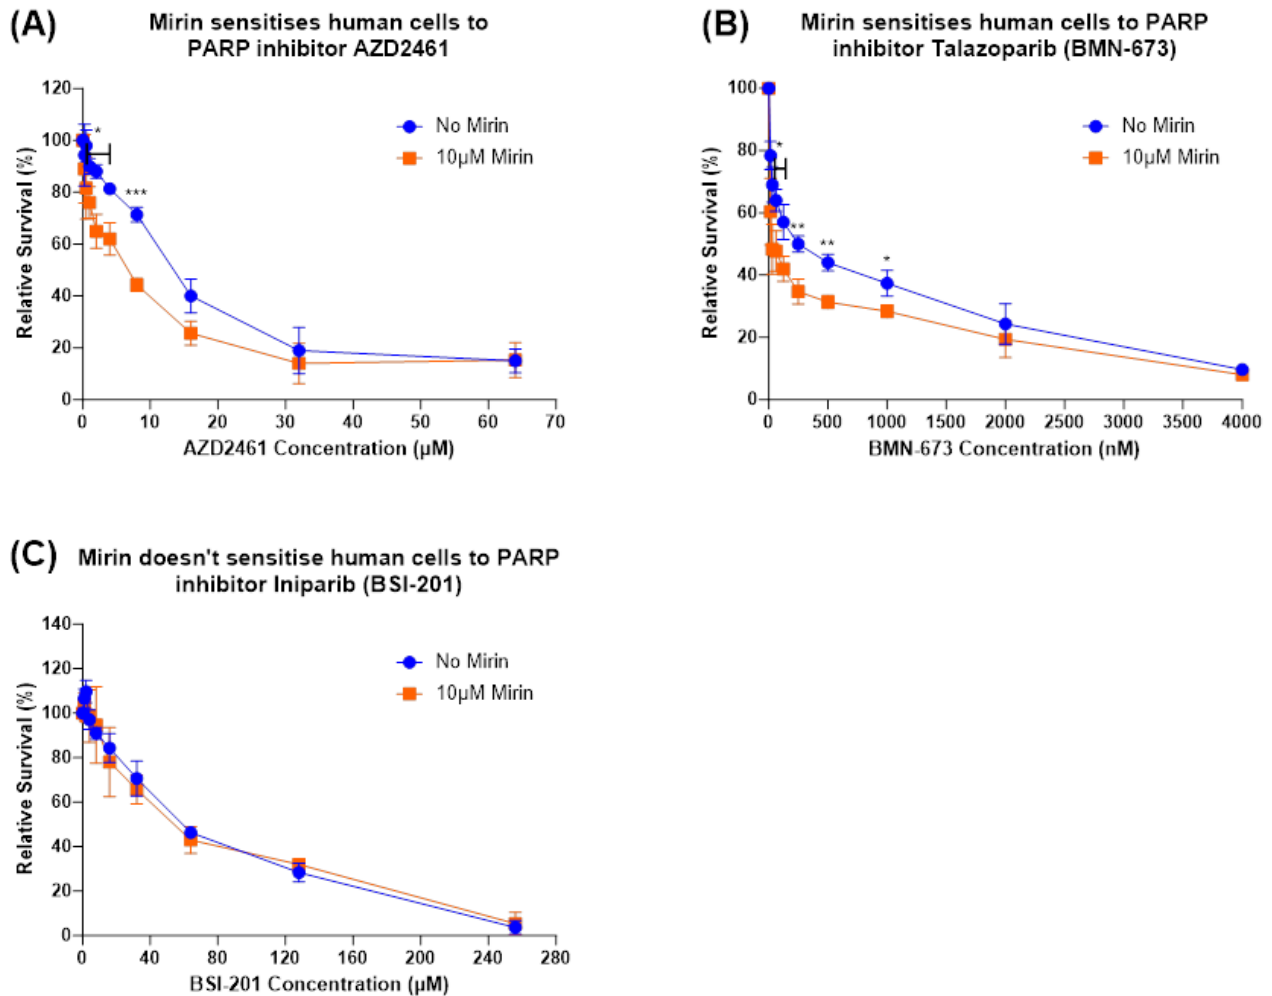 (A)
Mirin sensitises human cells to
PARP inhibitor AZD2461
120
100
80
60
40
20
0
Relative Survival (%)
*
***
No Mirin
10µM Mirin
0 10 20 30 40 50 60 70
AZD2461 Concentration (µM)
(B)
Mirin sensitises human cells to PARP
inhibitor Talazoparib (BMN-673)
100
80
60
40
20
0
Relative Survival (%)
*
**
**
*
No Mirin
10µM Mirin
0 500 1000 1500 2000 2500 3000 3500 4000
BMN-673 Concentration (nM)
(C)
Mirin doesn't sensitise human cells to PARP
inhibitor Iniparib (BSI-201)
140
120
100
80
60
40
20
0
Relative Survival (%)
No Mirin
10µM Mirin
0 40 80 120 160 200 240 280
BSI-201 Concentration (µM)